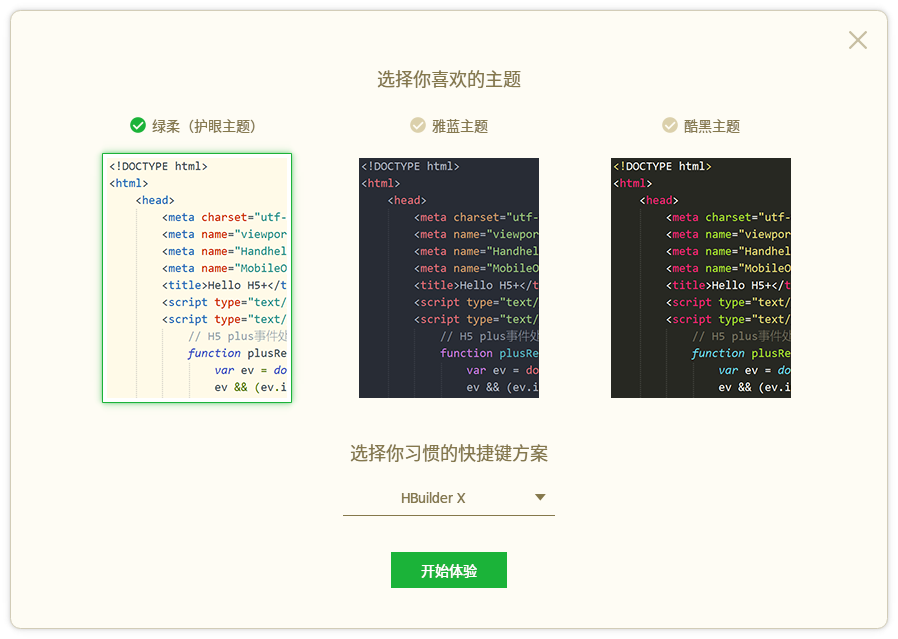 选择你喜欢的主题
绿柔（护眼主题）
雅蓝主题
酷黑主题
<!DOCTYPE html>
<html>
<head>
<meta charset="utf-
<meta name="viewpor
<meta name="Handhel
<meta name="MobileO
<title>Hello H5+</t
<script type="text/
<script type="text/
// H5 plus事件处
function plusRe
var ev = do
ev && (ev.i
<!DOCTYPE html>
<html>
<head>
<meta charset="utf-
<meta name="viewpor
<meta name="Handhel
<meta name="MobileO
<title>Hello H5+</t
<script type="text/
<script type="text/
// H5 plus事件处
function plusRe
var ev = do
ev && (ev.i
<!DOCTYPE html>
<html>
<head>
<meta charset="utf-
<meta name="viewpor
<meta name="Handhel
<meta name="MobileO
<title>Hello H5+</t
<script type="text/
<script type="text/
// H5 plus事件处
function plusRe
var ev = do
ev && (ev.i
选择你习惯的快捷键方案
HBuilder X
开始体验